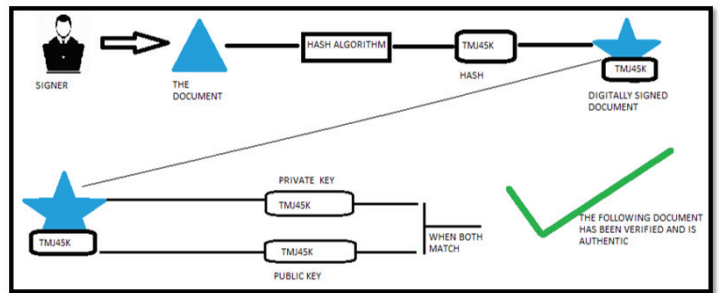 SIGNER
THE
DOCUMENT
HASH ALGORITHM
TMJ45K
HASH
TMJ45K
DIGITALLY SIGNED
DOCUMENT
TMJ45K
PRIVATE KEY
TMJ45K
TMJ45K
PUBLIC KEY
WHEN BOTH
MATCH
THE FOLLOWING DOCUMENT
HAS BEEN VERIFIED AND IS
AUTHENTIC